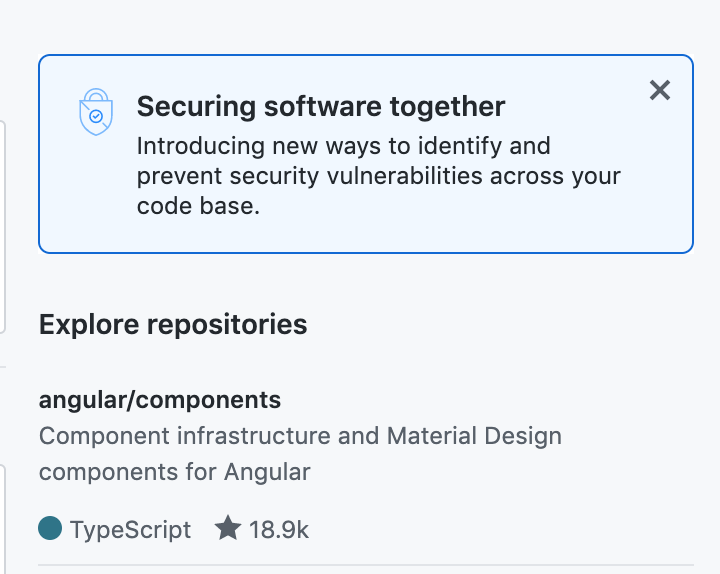 Securing software together
Introducing new ways to identify and
prevent security vulnerabilities across your
code base.
Explore repositories
angular/components
Component infrastructure and Material Design
components for Angular
TypeScript 18.9k